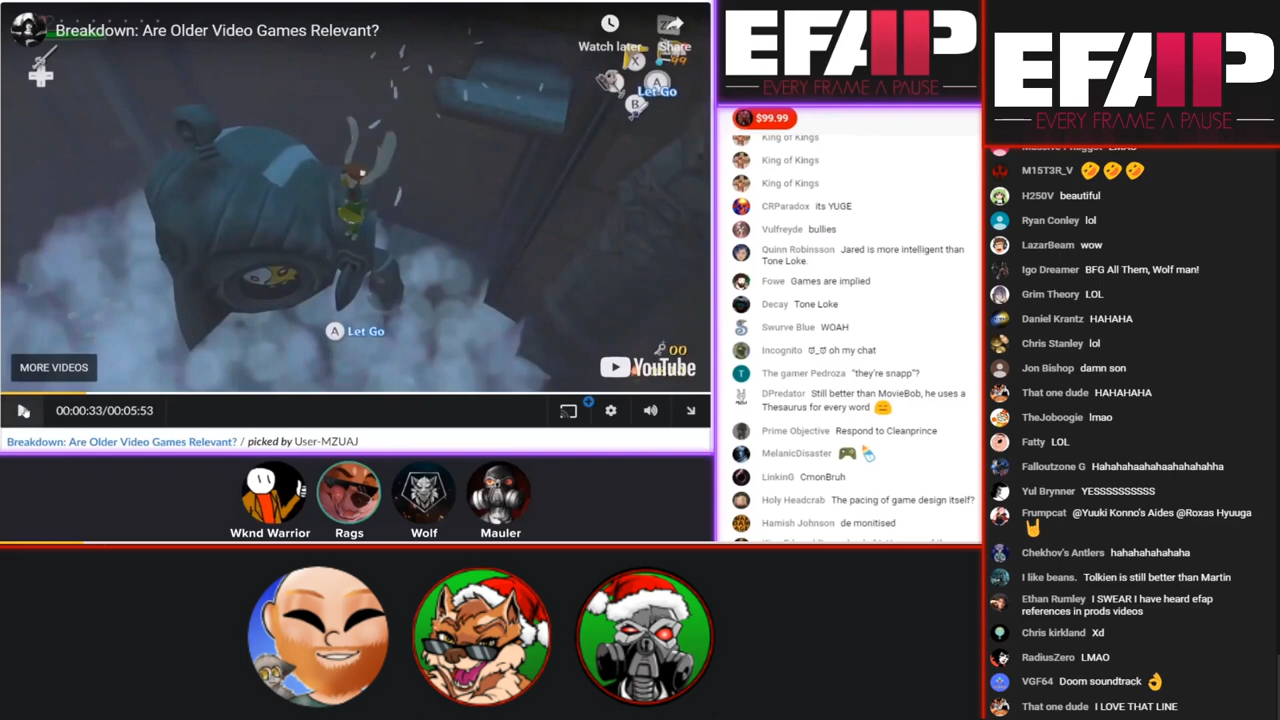 Breakdown: Are Older Video Games Relevant?
Watch later
Share
99
X
A
Let Go
B
A Let Go
00
MORE VIDEOS
YouTube
00:00:33/00:05:53
Breakdown: Are Older Video Games Relevant? / picked by User-MZUAJ
Wknd Warrior
Rags
Wolf
Mauler
EFAP
EVERY FRAME A PAUSE
$99.99
King of Kings
King of Kings
King of Kings
CRParadox its YUGE
Vulfreyde bullies
Quinn Robinsson Jared is more intelligent than
Tone Loke.
Fowe Games are implied
Decay Tone Loke
Swurve Blue WOAH
Incognito ಠ_ಠ oh my chat
The gamer Pedroza "they're snapp"?
DPredator Still better than MovieBob, he uses a
Thesaurus for every word
Prime Objective Respond to Cleanprince
MelanicDisaster
LinkinG CmonBruh
Holy Headcrab The pacing of game design itself?
Hamish Johnson de monitised
EFAP
EVERY FRAME A PAUSE
M15T3R_V
H250V beautiful
Ryan Conley lol
LazarBeam wow
Igo Dreamer BFG All Them, Wolf man!
Grim Theory LOL
Daniel Krantz HAHAHA
Chris Stanley lol
Jon Bishop damn son
That one dude HAHAHAHA
TheJoboogie lmao
Fatty LOL
Falloutzone G Hahahahaahahaahahahahha
Yul Brynner YESSSSSSSSSS
Frumpcat @Yuuki Konno's Aides @Roxas Hyuuga
Chekhov's Antlers hahahahahahaha
I like beans. Tolkien is still better than Martin
Ethan Rumley I SWEAR I have heard efap
references in prods videos
Chris kirkland Xd
RadiusZero LMAO
VGF64 Doom soundtrack
That one dude I LOVE THAT LINE